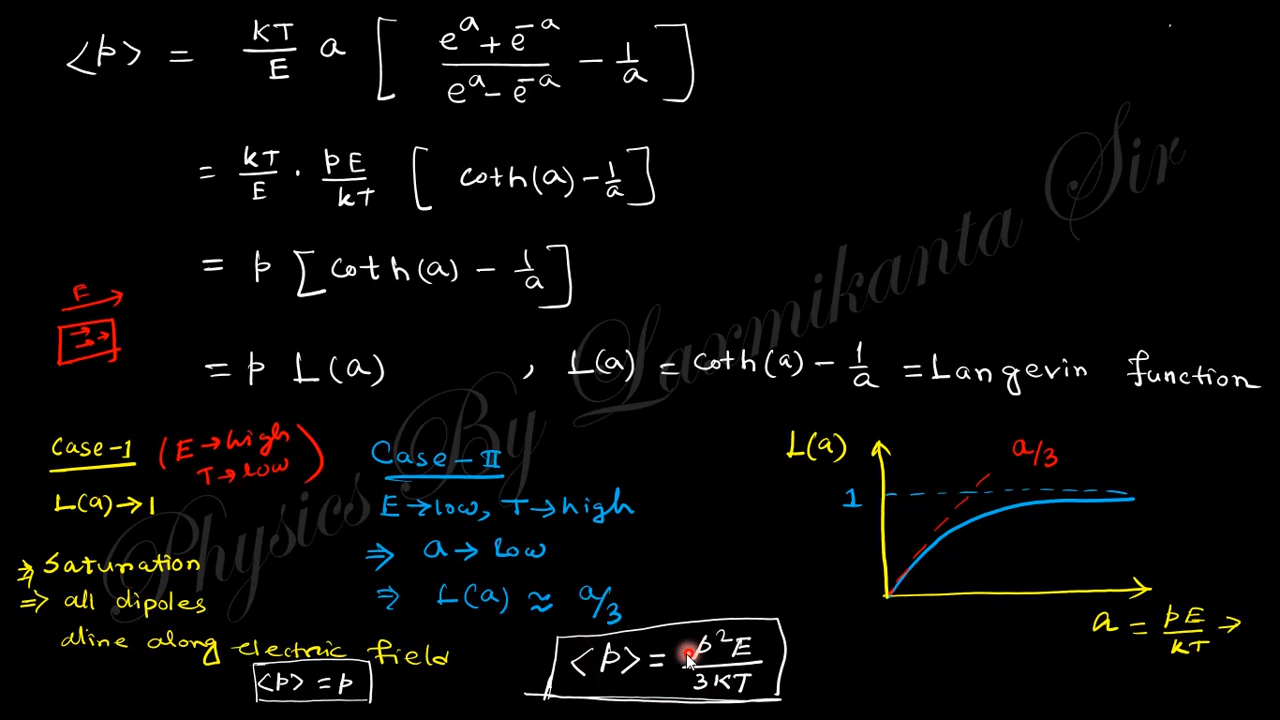 <p> = kT/E a [ (e^a + e^-a)/(e^a - e^-a) - 1/a ]
= kT/E · pE/kT [ coth(a) - 1/a ]
= p [ coth(a) - 1/a ]
E
= p L(a) , L(a) = coth(a) - 1/a = Langevin function
Case-1 (E→high
T→low)
L(a)→1
⇒ Saturation
⇒ all dipoles
aline along electric field
<p> = p
Case-II
E→low, T→high
⇒ a→low
⇒ L(a) ≈ a/3
<p> = p²E/3KT
L(a)
a/3
1
a = pE/kT →
Physics By Laxmikanta Sir